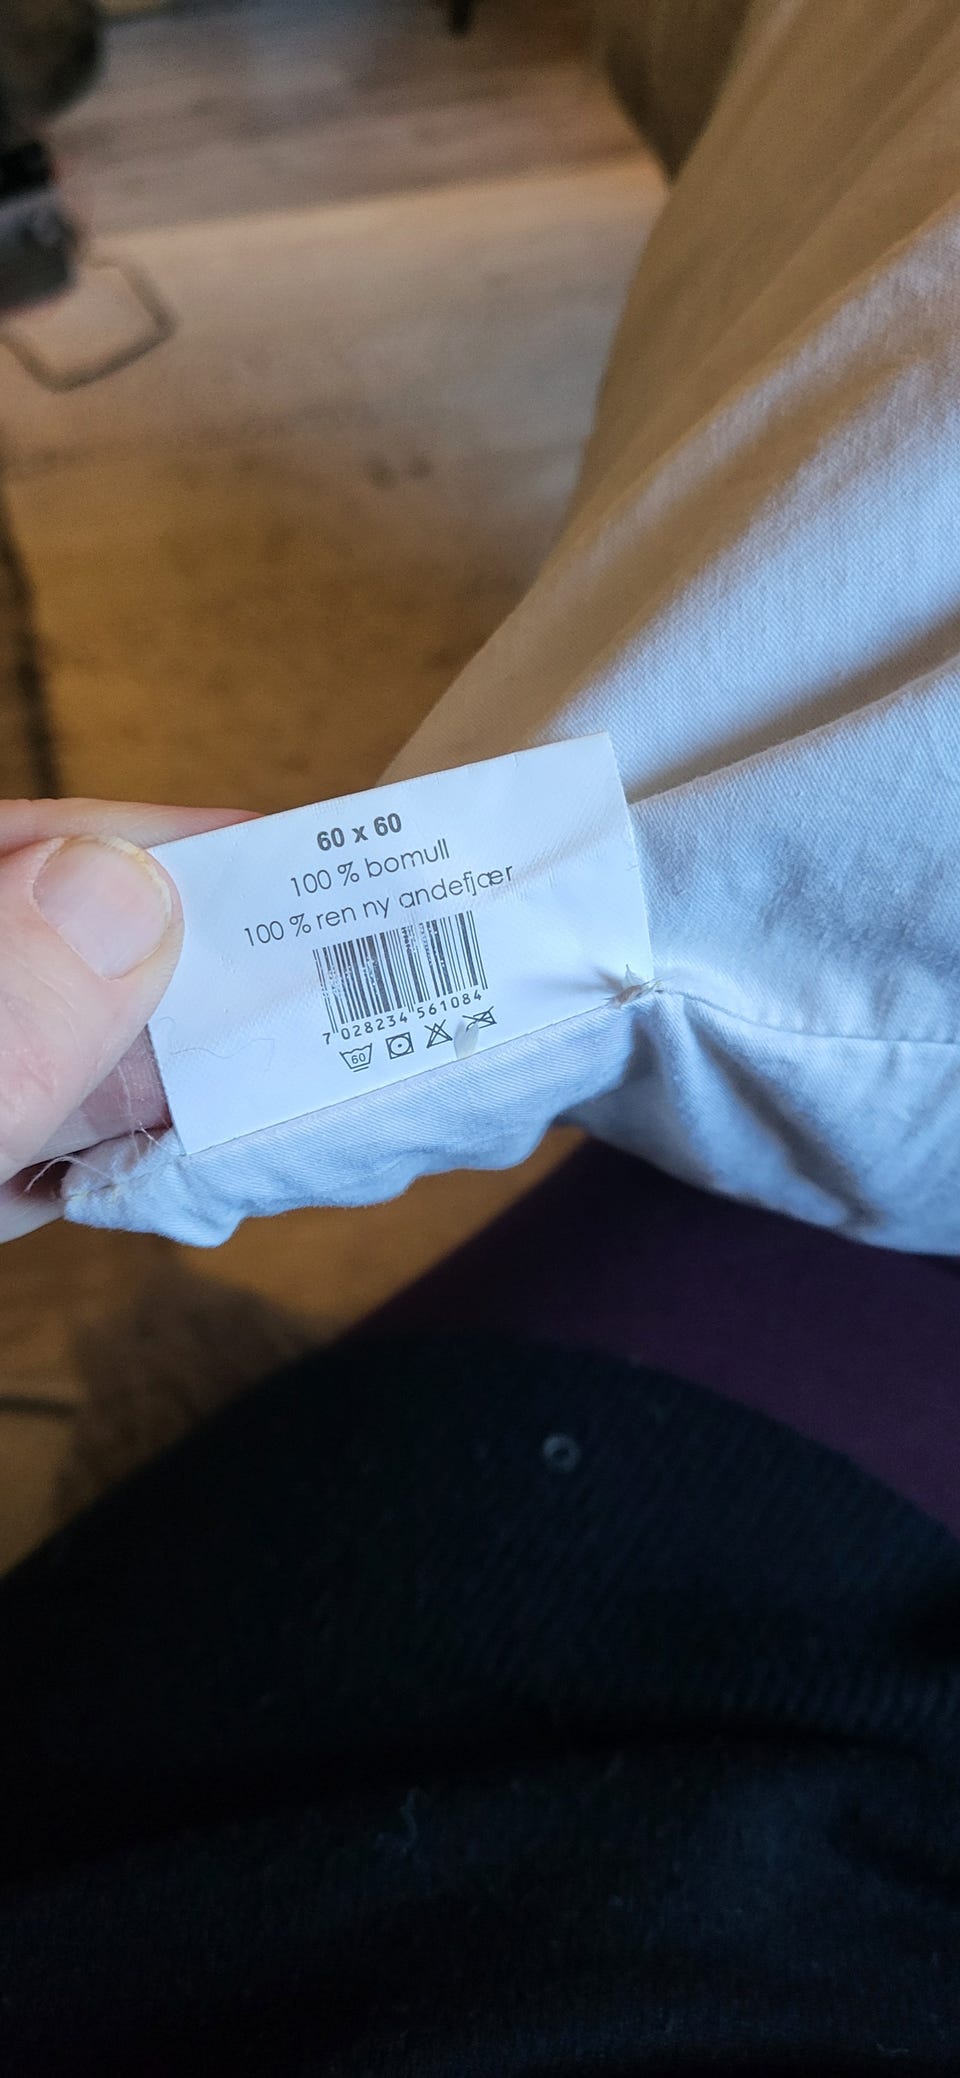 60 x 60
100 % bomull
100 % ren ny andefjær
7 028234 561084
60